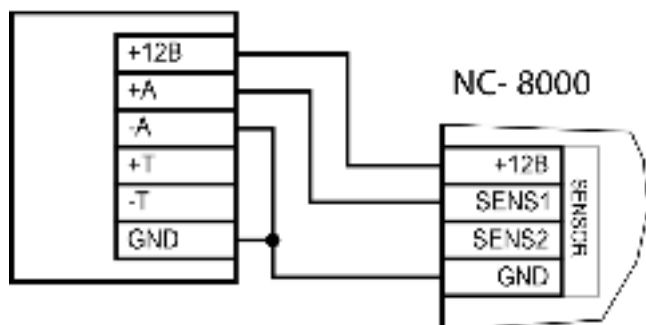 +12В
+A
-A
+T
-T
GND
NC- 8000
+12В
SENS1
SENS2
GND
SENSOR